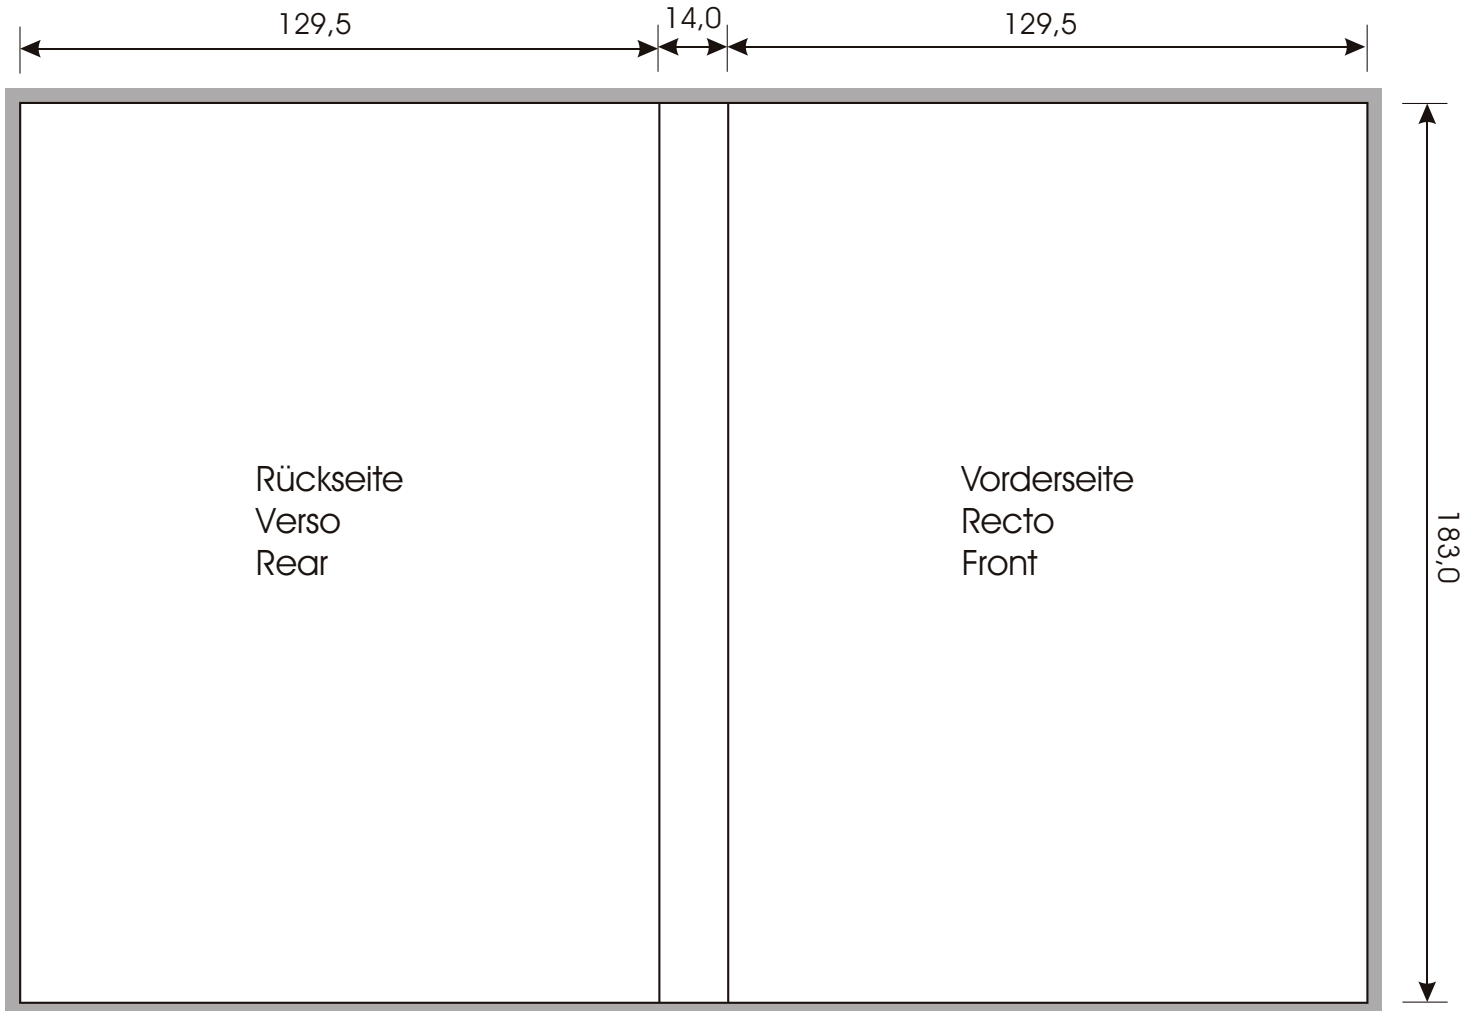 129,5
14,0
129,5
Rückseite
Verso
Rear
Vorderseite
Recto
Front
183,0